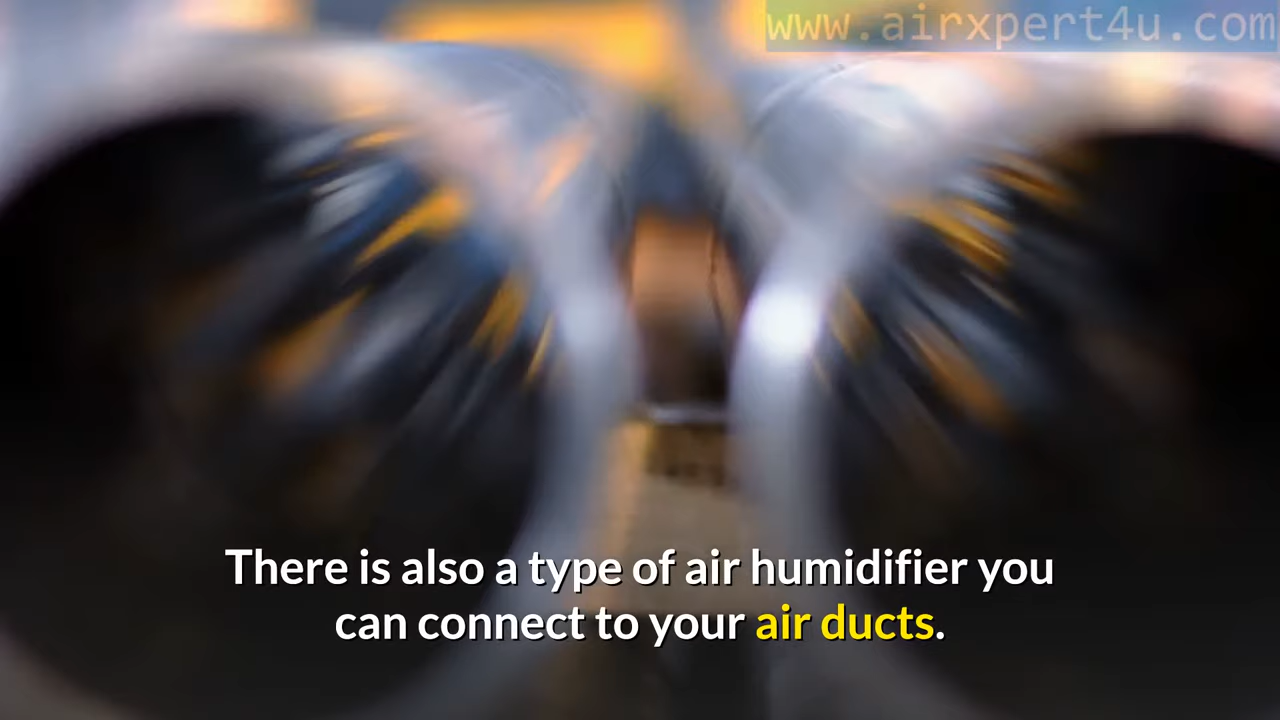 www.airxpert4u.com
There is also a type of air humidifier you
can connect to your air ducts.